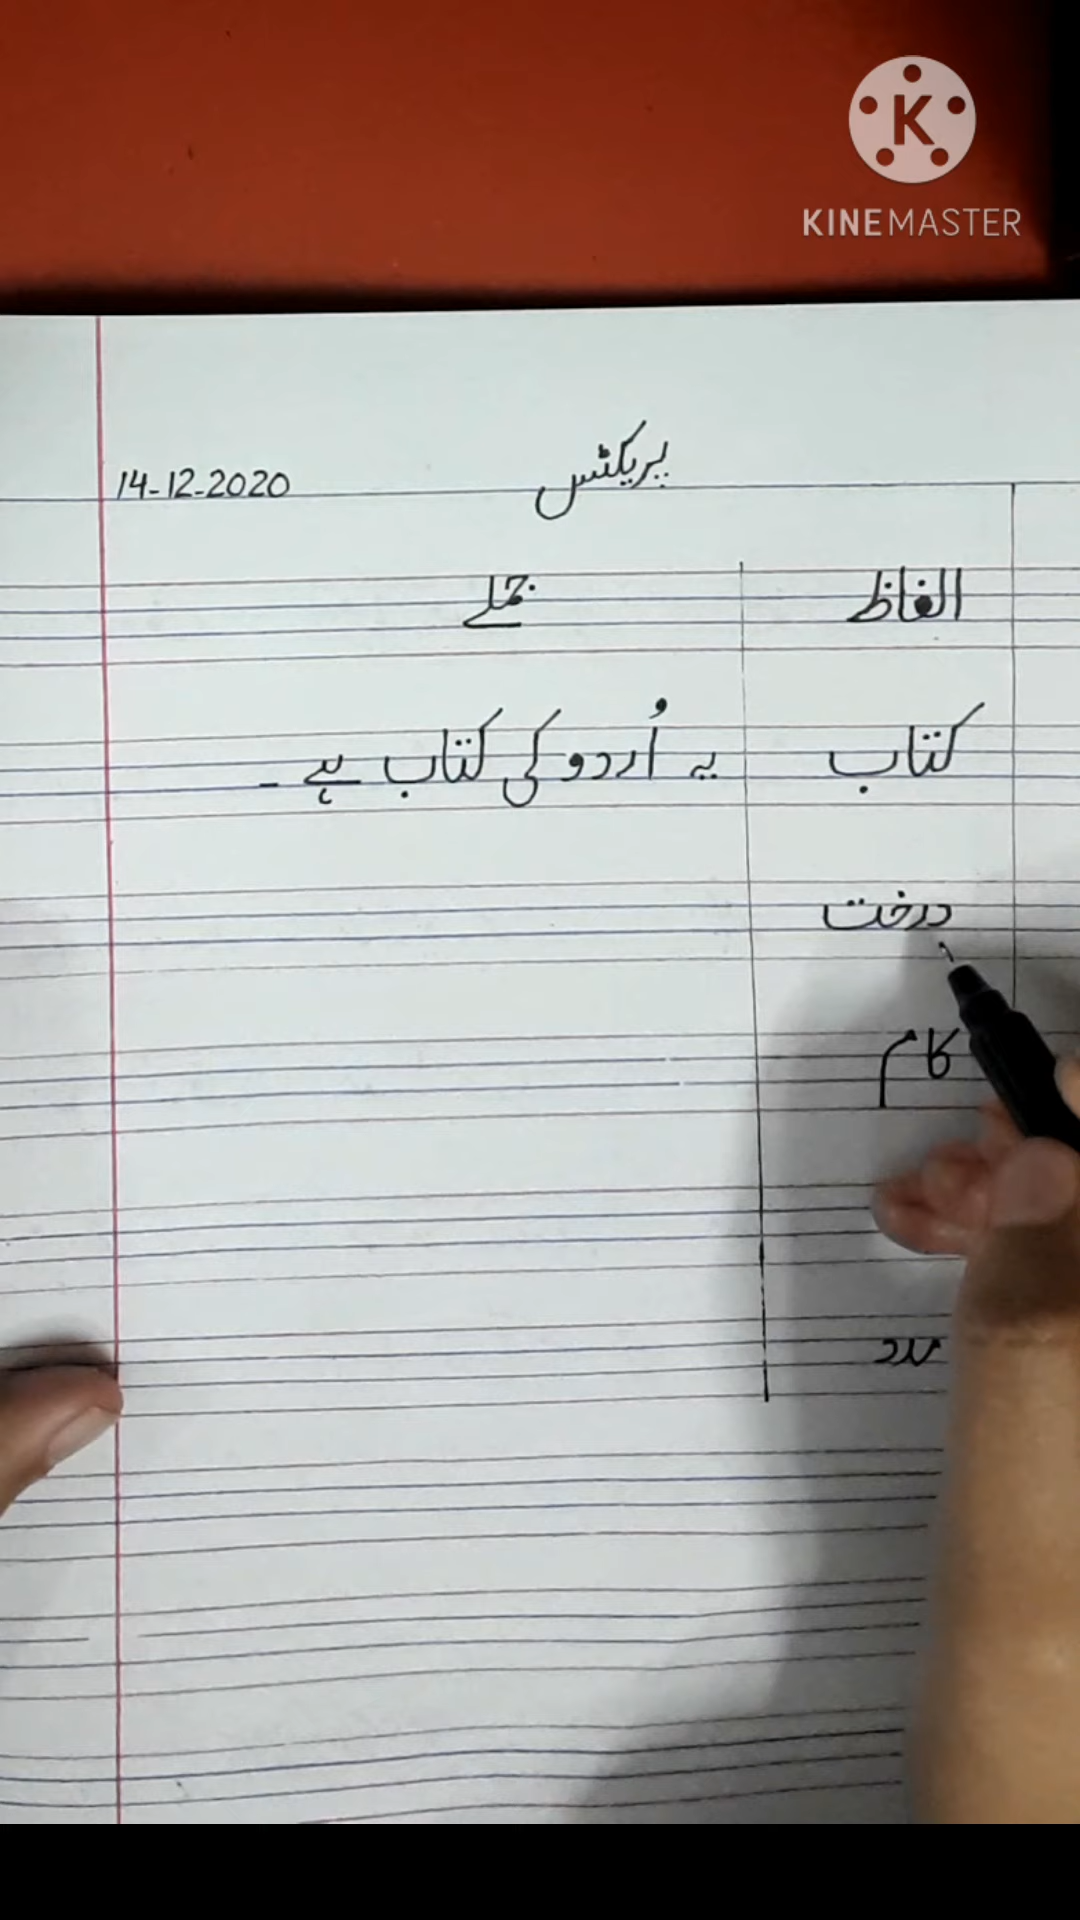 KINEMASTER
پریکٹس 14-12-2020
الفاظ جملے
کتاب یہ اُردو کی کتاب ہے ۔
درخت
کام
مدد